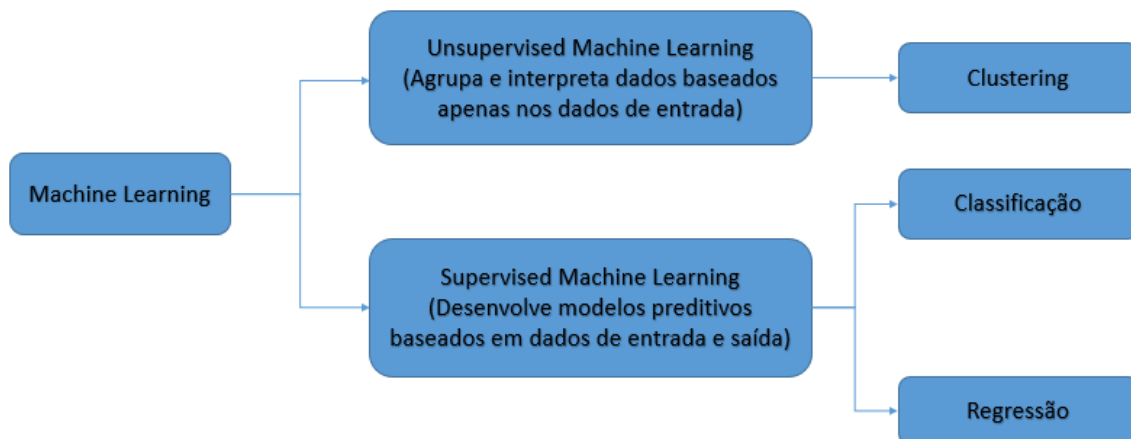 Unsupervised Machine Learning
(Agrupa e interpreta dados baseados
apenas nos dados de entrada)
Clustering
Machine Learning
Classificação
Supervised Machine Learning
(Desenvolve modelos preditivos
baseados em dados de entrada e saída)
Regressão